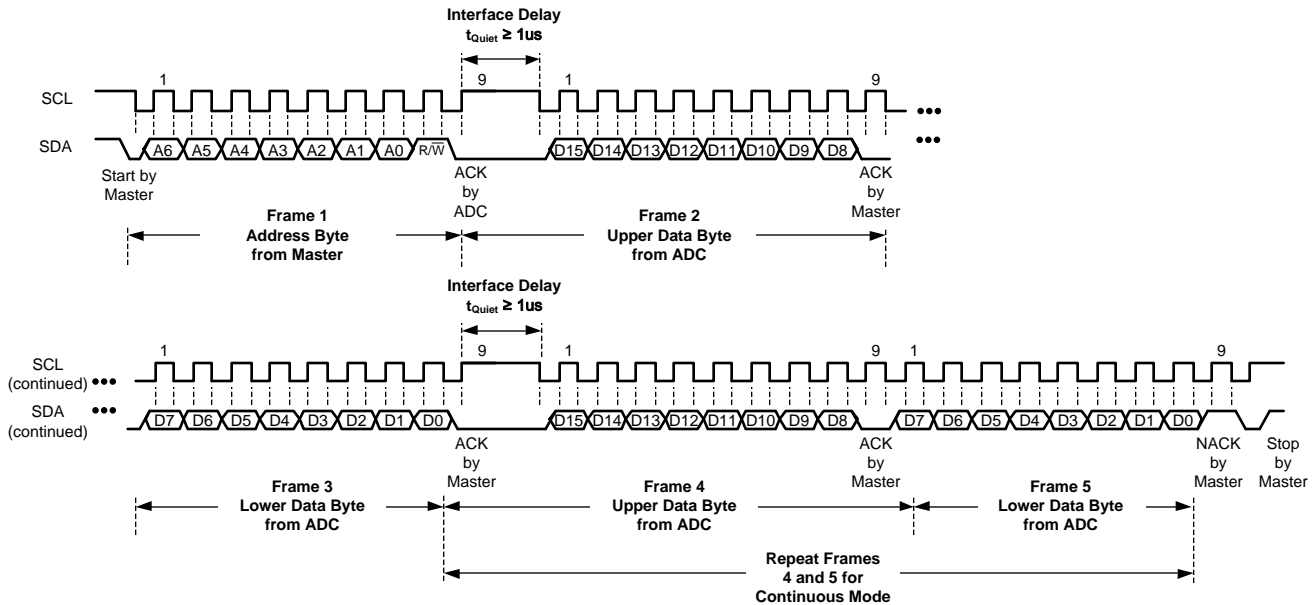 Interface Delay
tQuiet ≥ 1us
1 9 1 9
SCL
•••
SDA
A6 A5 A4 A3 A2 A1 A0 R/W̅ D15 D14 D13 D12 D11 D10 D9 D8
•••
Start by
Master
ACK
by
ADC
ACK
by
Master
Frame 1
Address Byte
from Master
Frame 2
Upper Data Byte
from ADC
Interface Delay
tQuiet ≥ 1us
1 9 1 9 1 9
SCL
(continued) •••
SDA •••
(continued)
D7 D6 D5 D4 D3 D2 D1 D0 D15 D14 D13 D12 D11 D10 D9 D8 D7 D6 D5 D4 D3 D2 D1 D0
ACK
by
Master
ACK
by
Master
NACK
by
Master
Stop
by
Master
Frame 3
Lower Data Byte
from ADC
Frame 4
Upper Data Byte
from ADC
Frame 5
Lower Data Byte
from ADC
Repeat Frames
4 and 5 for
Continuous Mode